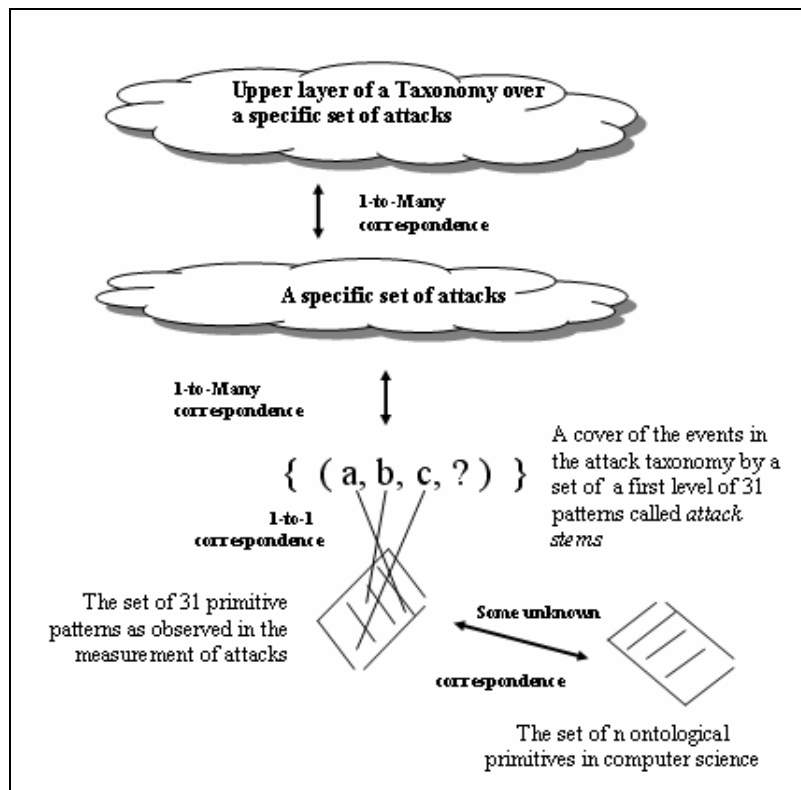 Upper layer of a Taxonomy over
a specific set of attacks
1-to-Many
correspondence
A specific set of attacks
1-to-Many
correspondence
{ ( a, b, c, ? ) }
A cover of the events in
the attack taxonomy by a
set of a first level of 31
patterns called attack
stems
1-to-1
correspondence
The set of 31 primitive
patterns as observed in the
measurement of attacks
Some unknown
correspondence
The set of n ontological
primitives in computer science